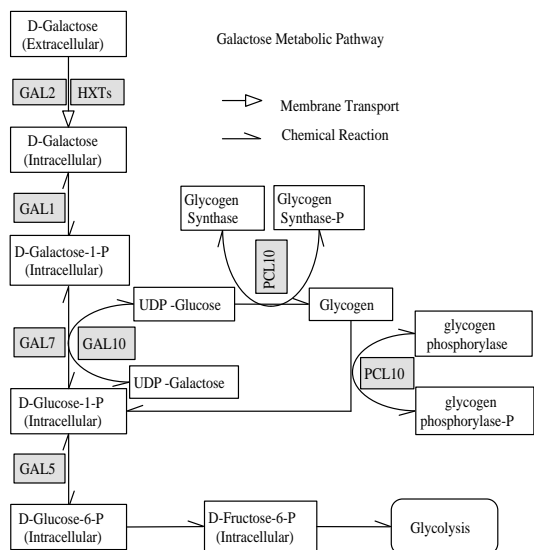 D-Galactose
(Extracellular)
Galactose Metabolic Pathway
GAL2
HXTs
Membrane Transport
Chemical Reaction
D-Galactose
(Intracellular)
GAL1
Glycogen
Synthase
Glycogen
Synthase-P
D-Galactose-1-P
(Intracellular)
PCL10
UDP -Glucose
Glycogen
GAL7
GAL10
glycogen
phosphorylase
PCL10
UDP -Galactose
D-Glucose-1-P
(Intracellular)
glycogen
phosphorylase-P
GAL5
D-Glucose-6-P
(Intracellular)
D-Fructose-6-P
(Intracellular)
Glycolysis